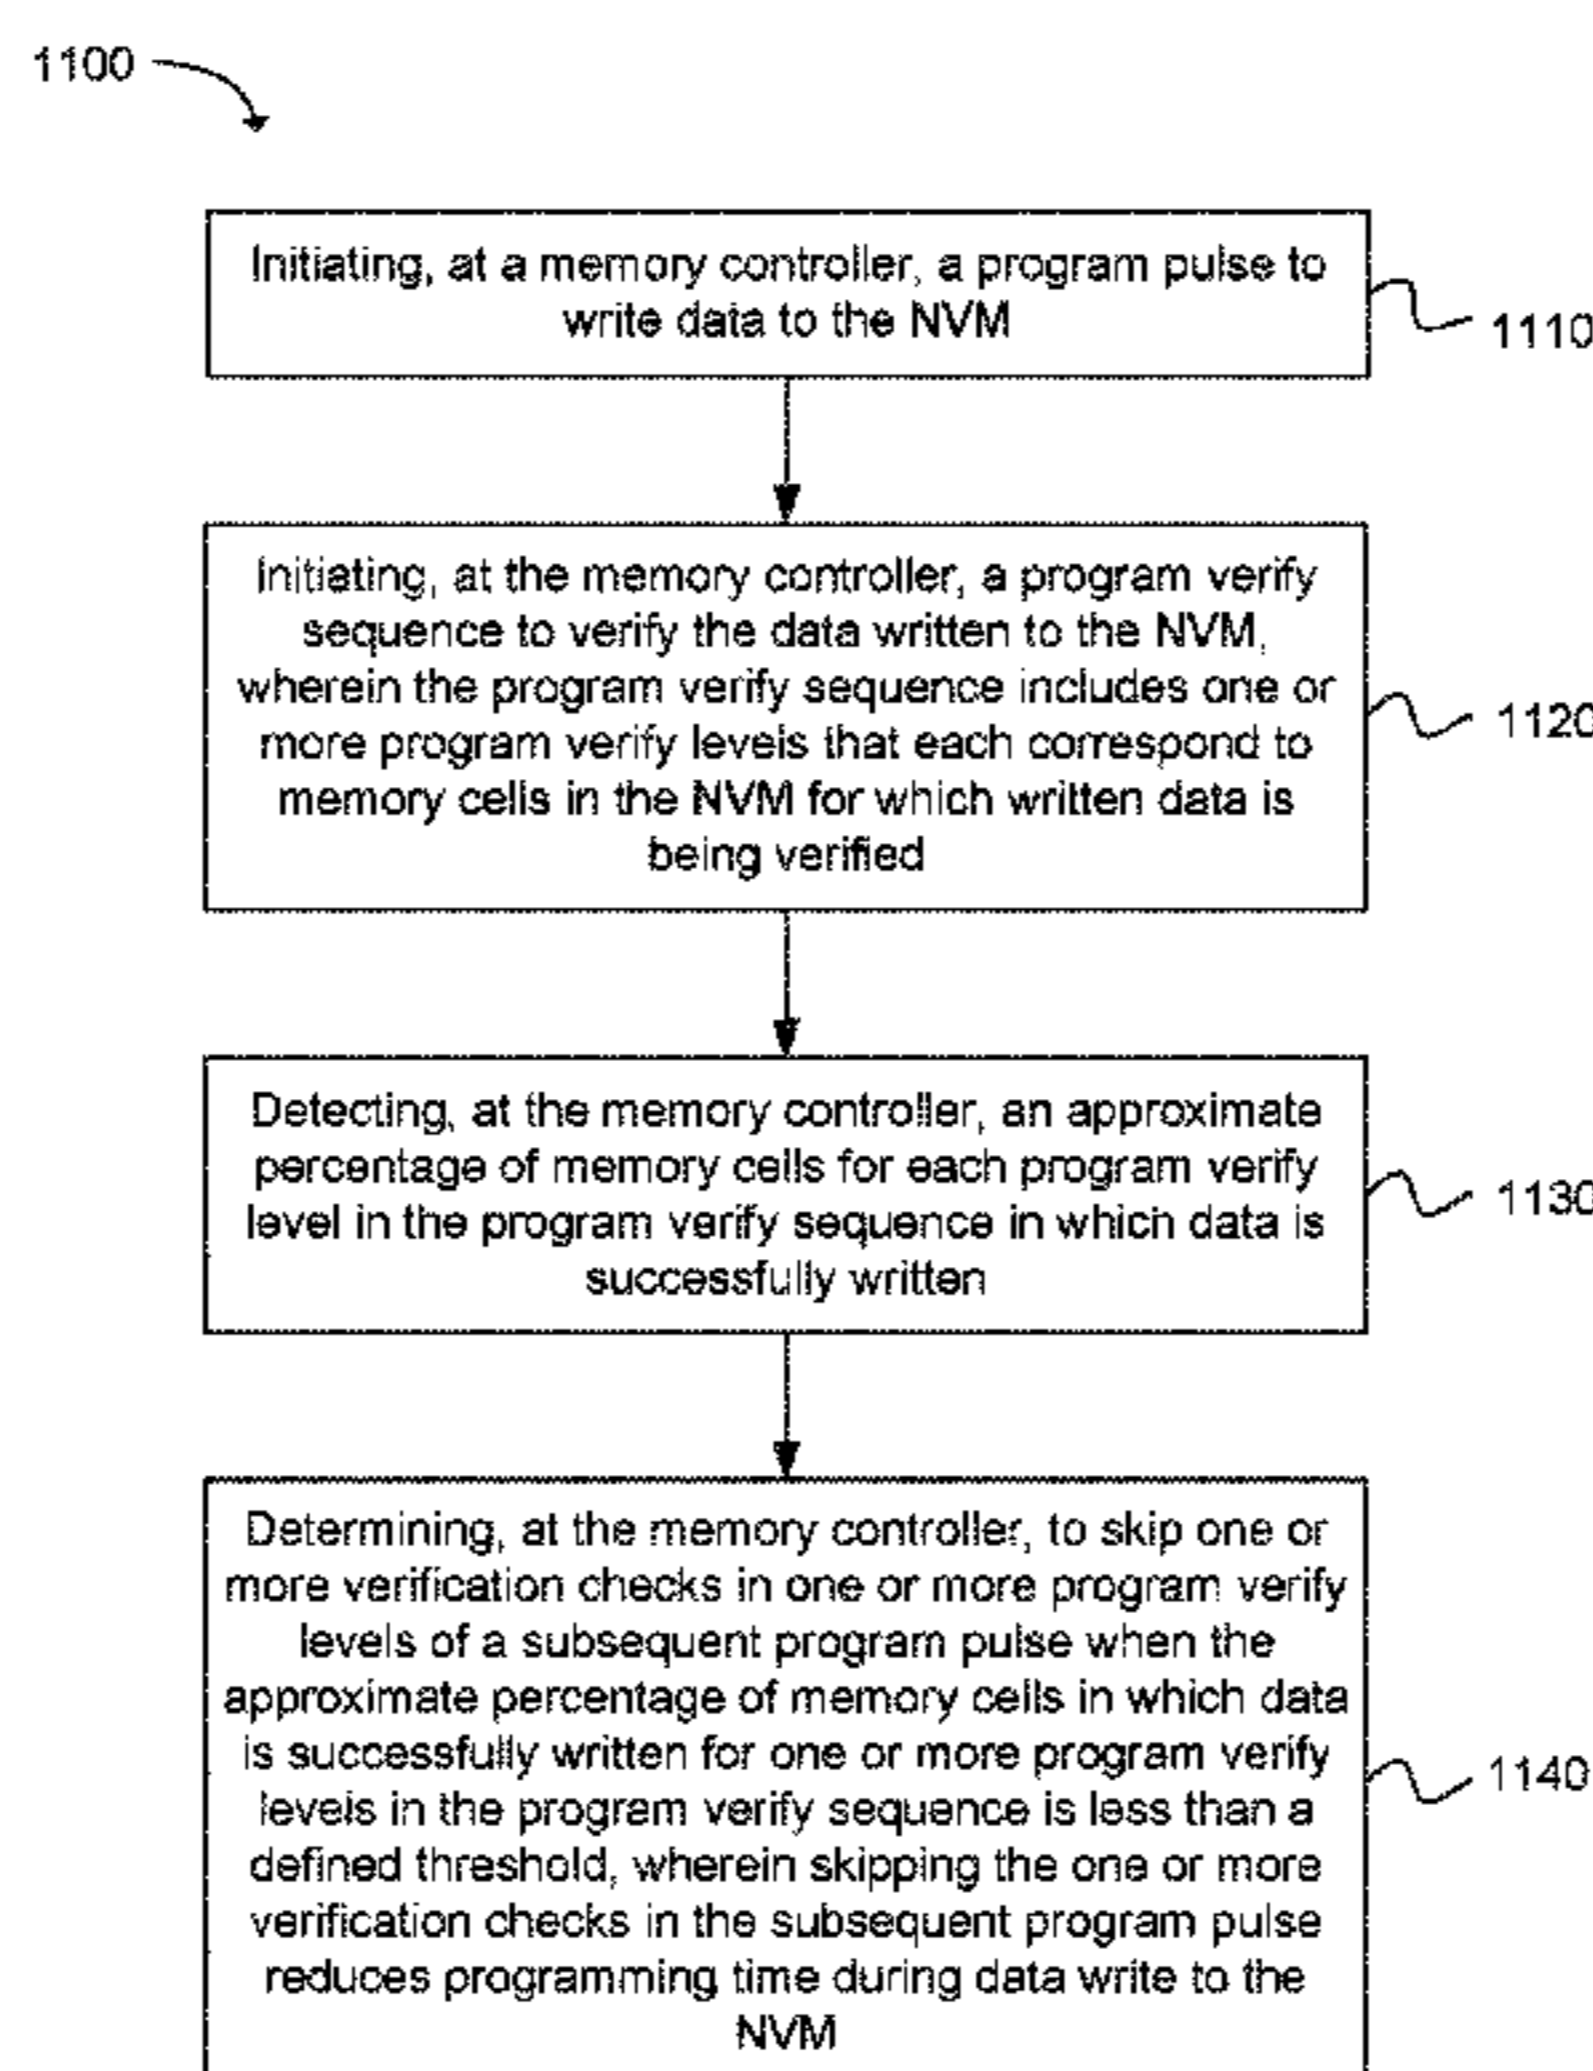 1100
Initiating, at a memory controller, a program pulse to
write data to the NVM
1110
Initiating, at the memory controller, a program verify
sequence to verify the data written to the NVM,
wherein the program verify sequence includes one or
more program verify levels that each correspond to
memory cells in the NVM for which written data is
being verified
1120
Detecting, at the memory controller, an approximate
percentage of memory cells for each program verify
level in the program verify sequence in which data is
successfully written
1130
Determining, at the memory controller, to skip one or
more verification checks in one or more program verify
levels of a subsequent program pulse when the
approximate percentage of memory cells in which data
is successfully written for one or more program verify
levels in the program verify sequence is less than a
defined threshold, wherein skipping the one or more
verification checks in the subsequent program pulse
reduces programming time during data write to the
NVM
1140